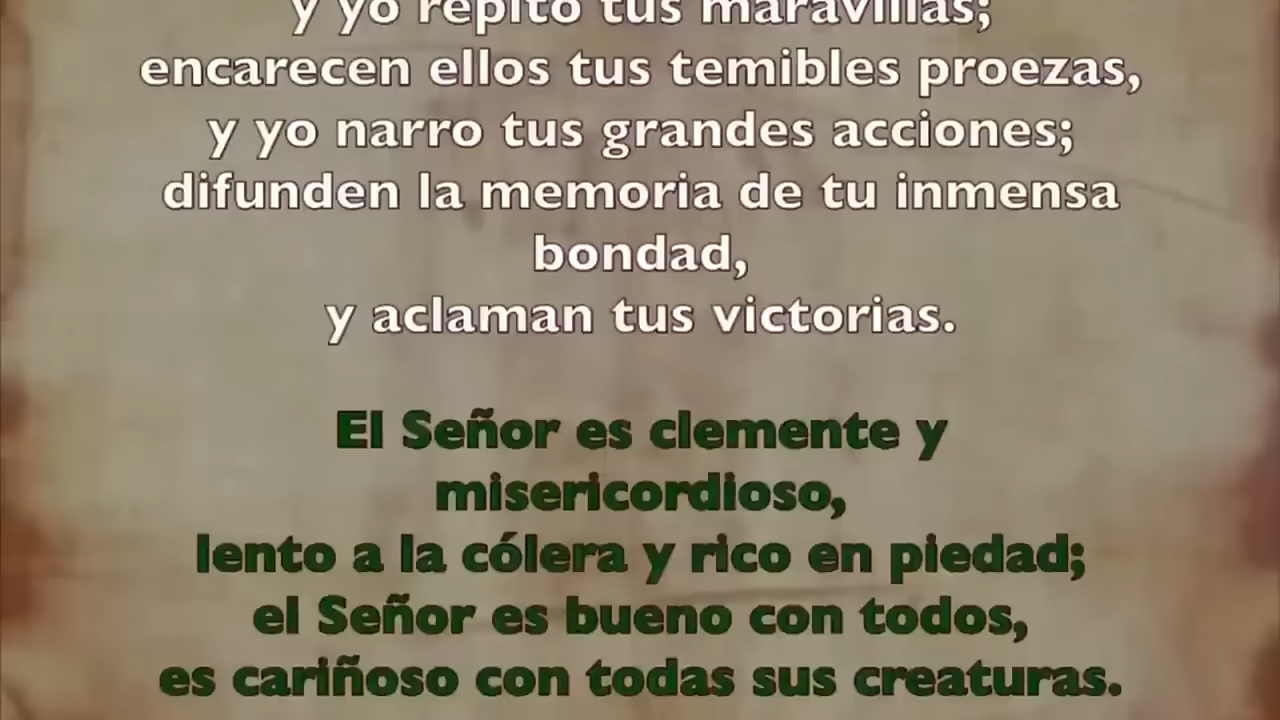 y yo repito tus maravillas;
encarecen ellos tus temibles proezas,
y yo narro tus grandes acciones;
difunden la memoria de tu inmensa
bondad,
y aclaman tus victorias.
El Señor es clemente y
misericordioso,
lento a la cólera y rico en piedad;
el Señor es bueno con todos,
es cariñoso con todas sus creaturas.